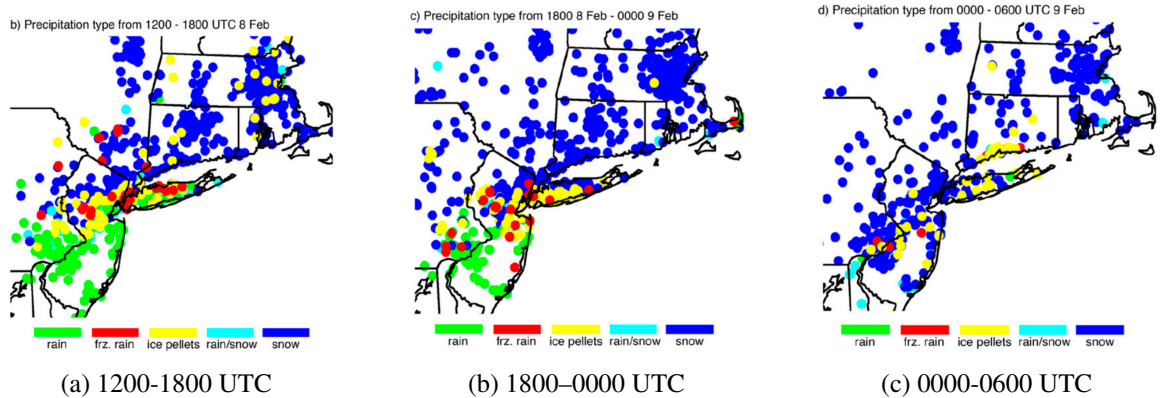 b) Precipitation type from 1200 - 1800 UTC 8 Feb
rain frz. rain ice pellets rain/snow snow
(a) 1200-1800 UTC
c) Precipitation type from 1800 8 Feb - 0000 9 Feb
rain frz. rain ice pellets rain/snow snow
(b) 1800–0000 UTC
d) Precipitation type from 0000 - 0600 UTC 9 Feb
rain frz. rain ice pellets rain/snow snow
(c) 0000-0600 UTC